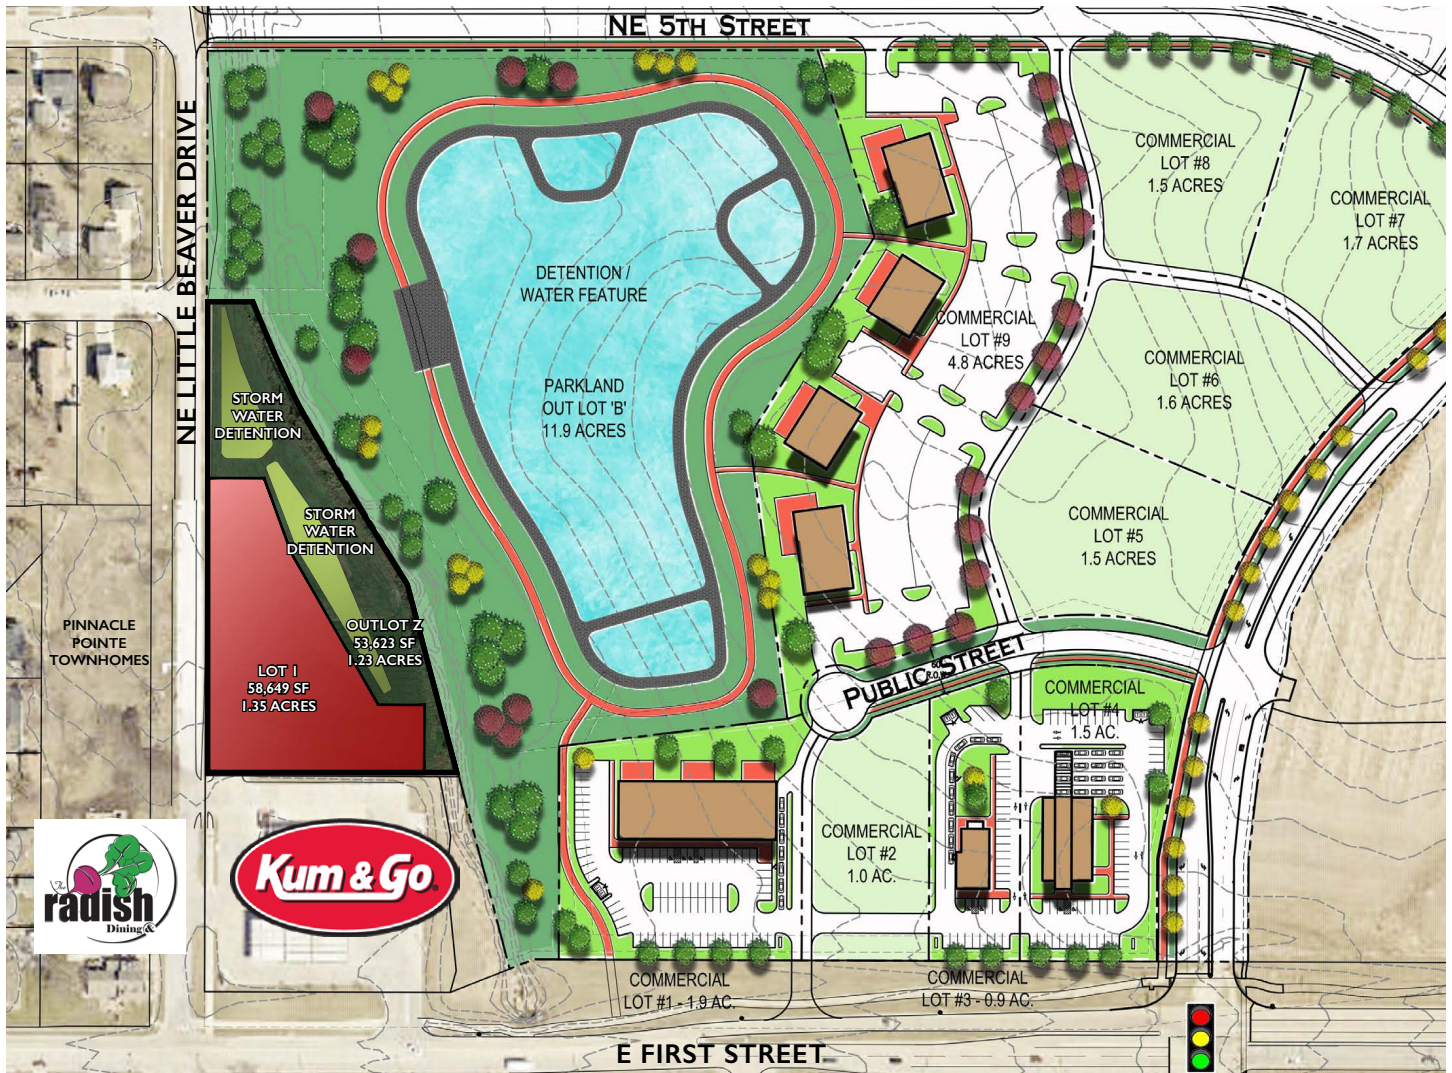 NE 5TH STREET
NE LITTLE BEAVER DRIVE
COMMERCIAL
LOT #8
1.5 ACRES
COMMERCIAL
LOT #7
1.7 ACRES
DETENTION /
WATER FEATURE
COMMERCIAL
LOT #9
4.8 ACRES
PARKLAND
OUT LOT 'B'
11.9 ACRES
COMMERCIAL
LOT #6
1.6 ACRES
STORM
WATER
DETENTION
STORM
WATER
DETENTION
COMMERCIAL
LOT #5
1.5 ACRES
PINNACLE
POINTE
TOWNHOMES
OUTLOT Z
53,623 SF
1.23 ACRES
LOT 1
58,649 SF
1.35 ACRES
PUBLIC STREET
60'
R.O.W.
COMMERCIAL
LOT #4
1.5 AC.
COMMERCIAL
LOT #2
1.0 AC.
The
radish
Dining &
Kum & Go
COMMERCIAL
LOT #1 - 1.9 AC.
COMMERCIAL
LOT #3 - 0.9 AC.
E FIRST STREET